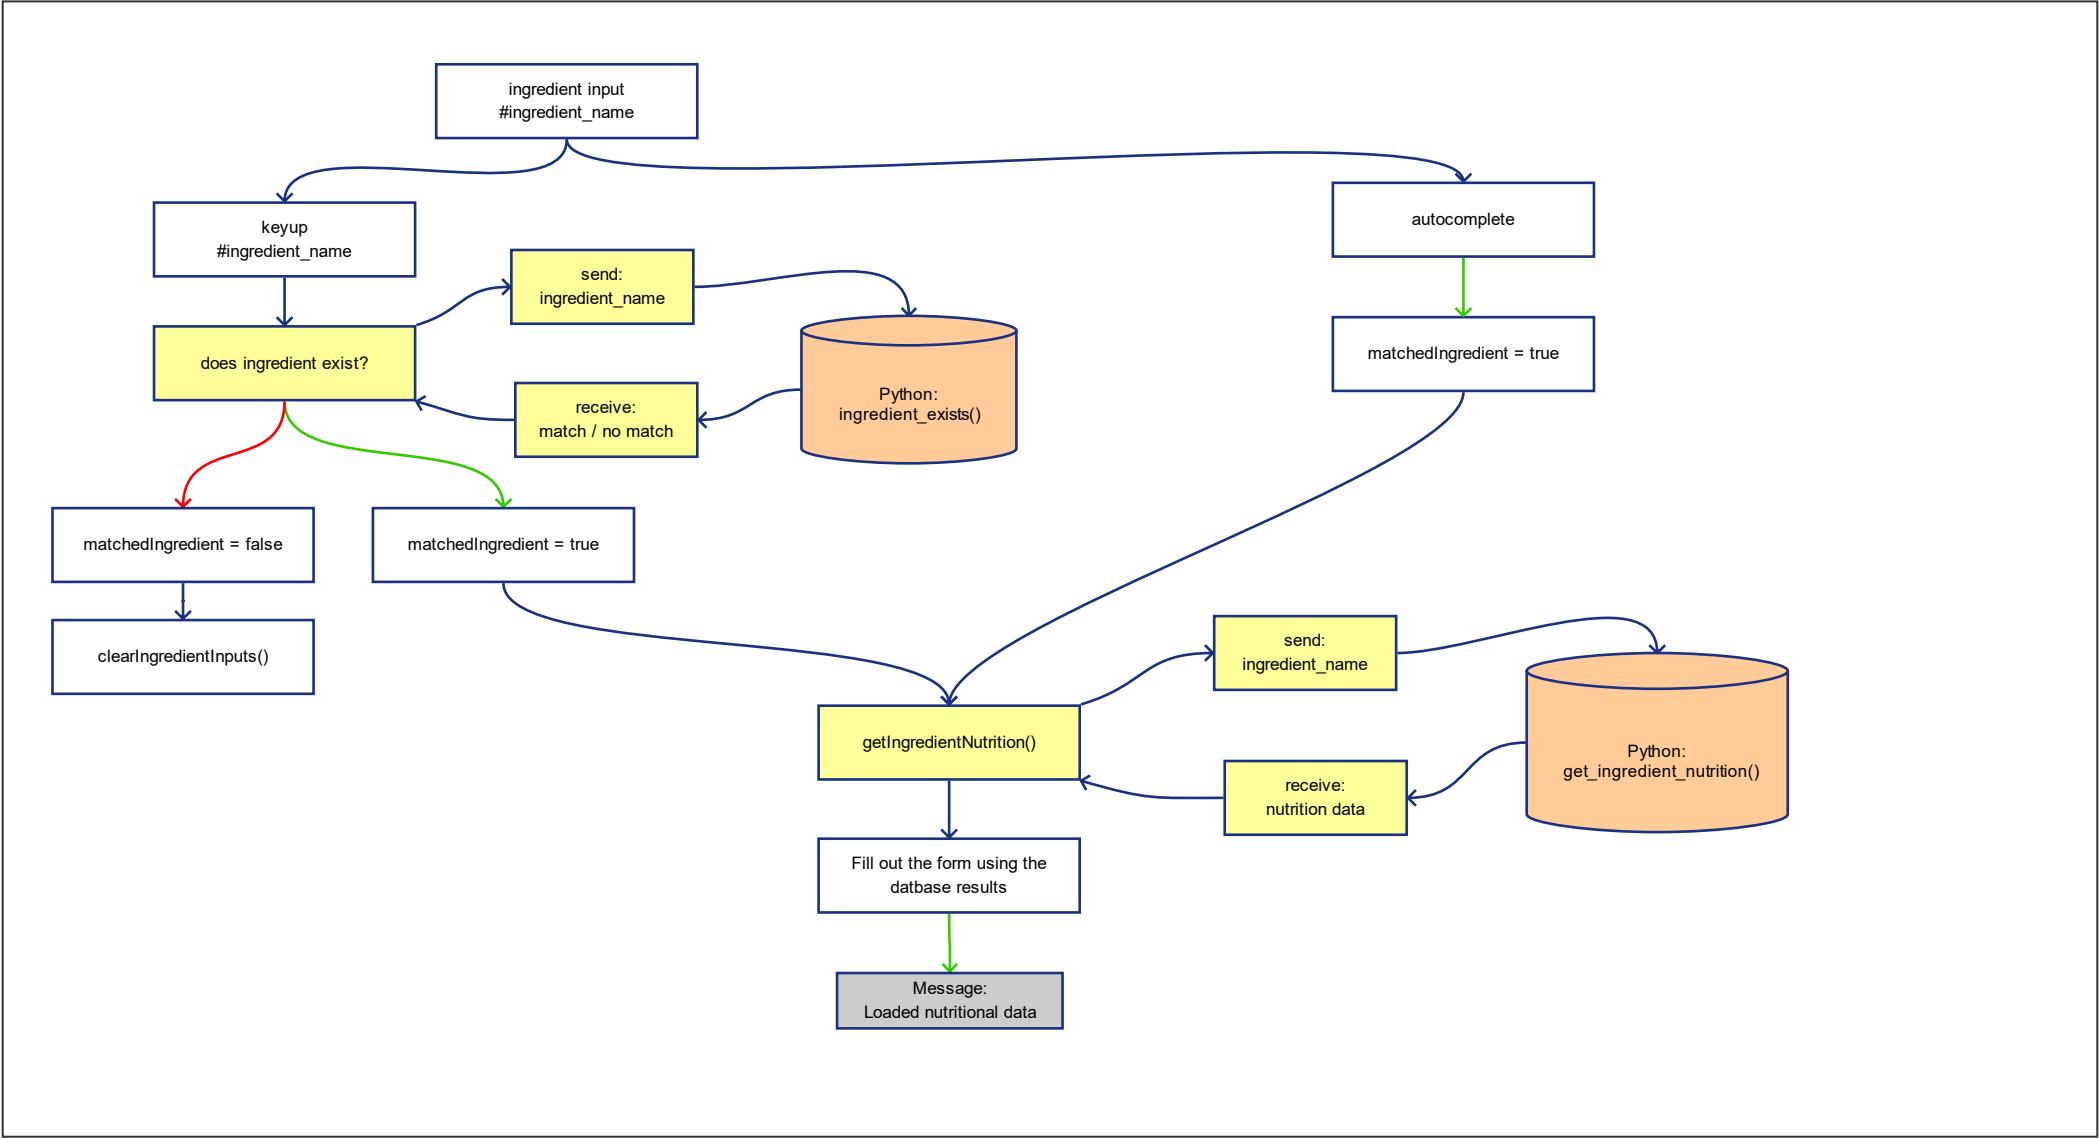 ingredient input
#ingredient_name
keyup
#ingredient_name
autocomplete
send:
ingredient_name
does ingredient exist?
Python:
ingredient_exists()
matchedIngredient = true
receive:
match / no match
matchedIngredient = false
matchedIngredient = true
clearIngredientInputs()
send:
ingredient_name
getIngredientNutrition()
Python:
get_ingredient_nutrition()
receive:
nutrition data
Fill out the form using the
datbase results
Message:
Loaded nutritional data